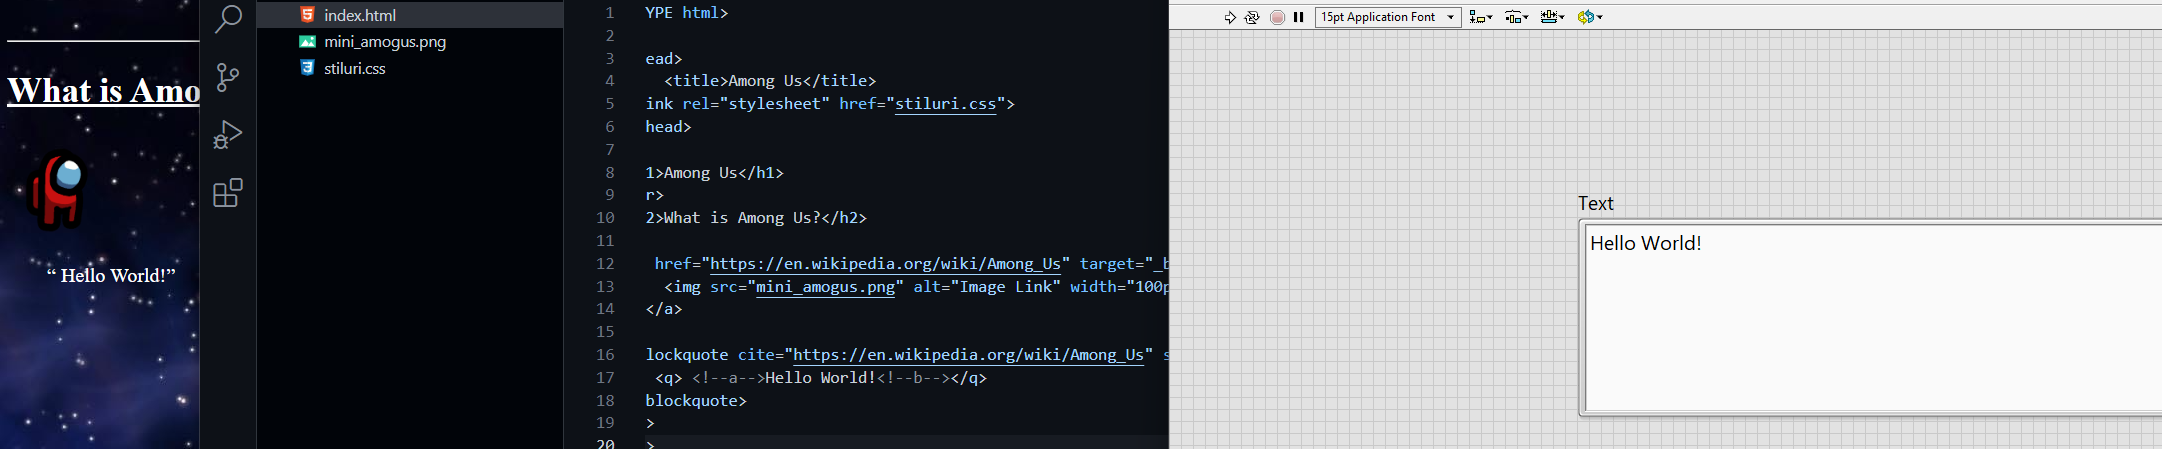 What is Amo
“ Hello World!”
index.html
mini_amogus.png
stiluri.css
1 YPE html>
2
3 ead>
4 <title>Among Us</title>
5 ink rel="stylesheet" href="stiluri.css">
6 head>
7
8 1>Among Us</h1>
9 r>
10 2>What is Among Us?</h2>
11
12 href="https://en.wikipedia.org/wiki/Among_Us" target="_b
13 <img src="mini_amogus.png" alt="Image Link" width="100p
14 </a>
15
16 lockquote cite="https://en.wikipedia.org/wiki/Among_Us" s
17 <q> <!--a-->Hello World!<!--b--></q>
18 blockquote>
19 >
20 >
15pt Application Font
Text
Hello World!